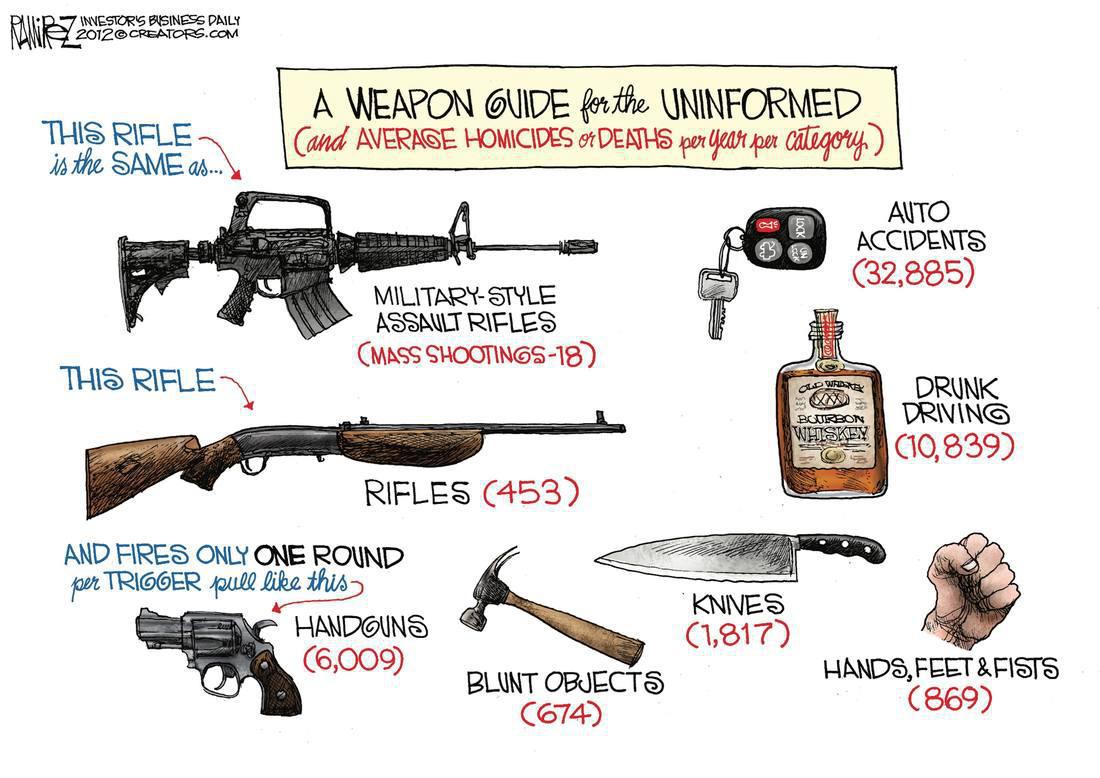 RAMIREZ INVESTOR'S BUSINESS DAILY
2012 © CREATORS.COM
A WEAPON GUIDE for the UNINFORMED
(and AVERAGE HOMICIDES or DEATHS per year per category)
THIS RIFLE
is the SAME as...
MILITARY-STYLE
ASSAULT RIFLES
(MASS SHOOTINGS-18)
THIS RIFLE
RIFLES (453)
AND FIRES ONLY ONE ROUND
per TRIGGER pull like this
HANDGUNS
(6,009)
BLUNT OBJECTS
(674)
KNIVES
(1,817)
HANDS, FEET & FISTS
(869)
AUTO
ACCIDENTS
(32,885)
LOCK
OLD WHISKEY
BOURBON
WHISKEY
DRUNK
DRIVING
(10,839)